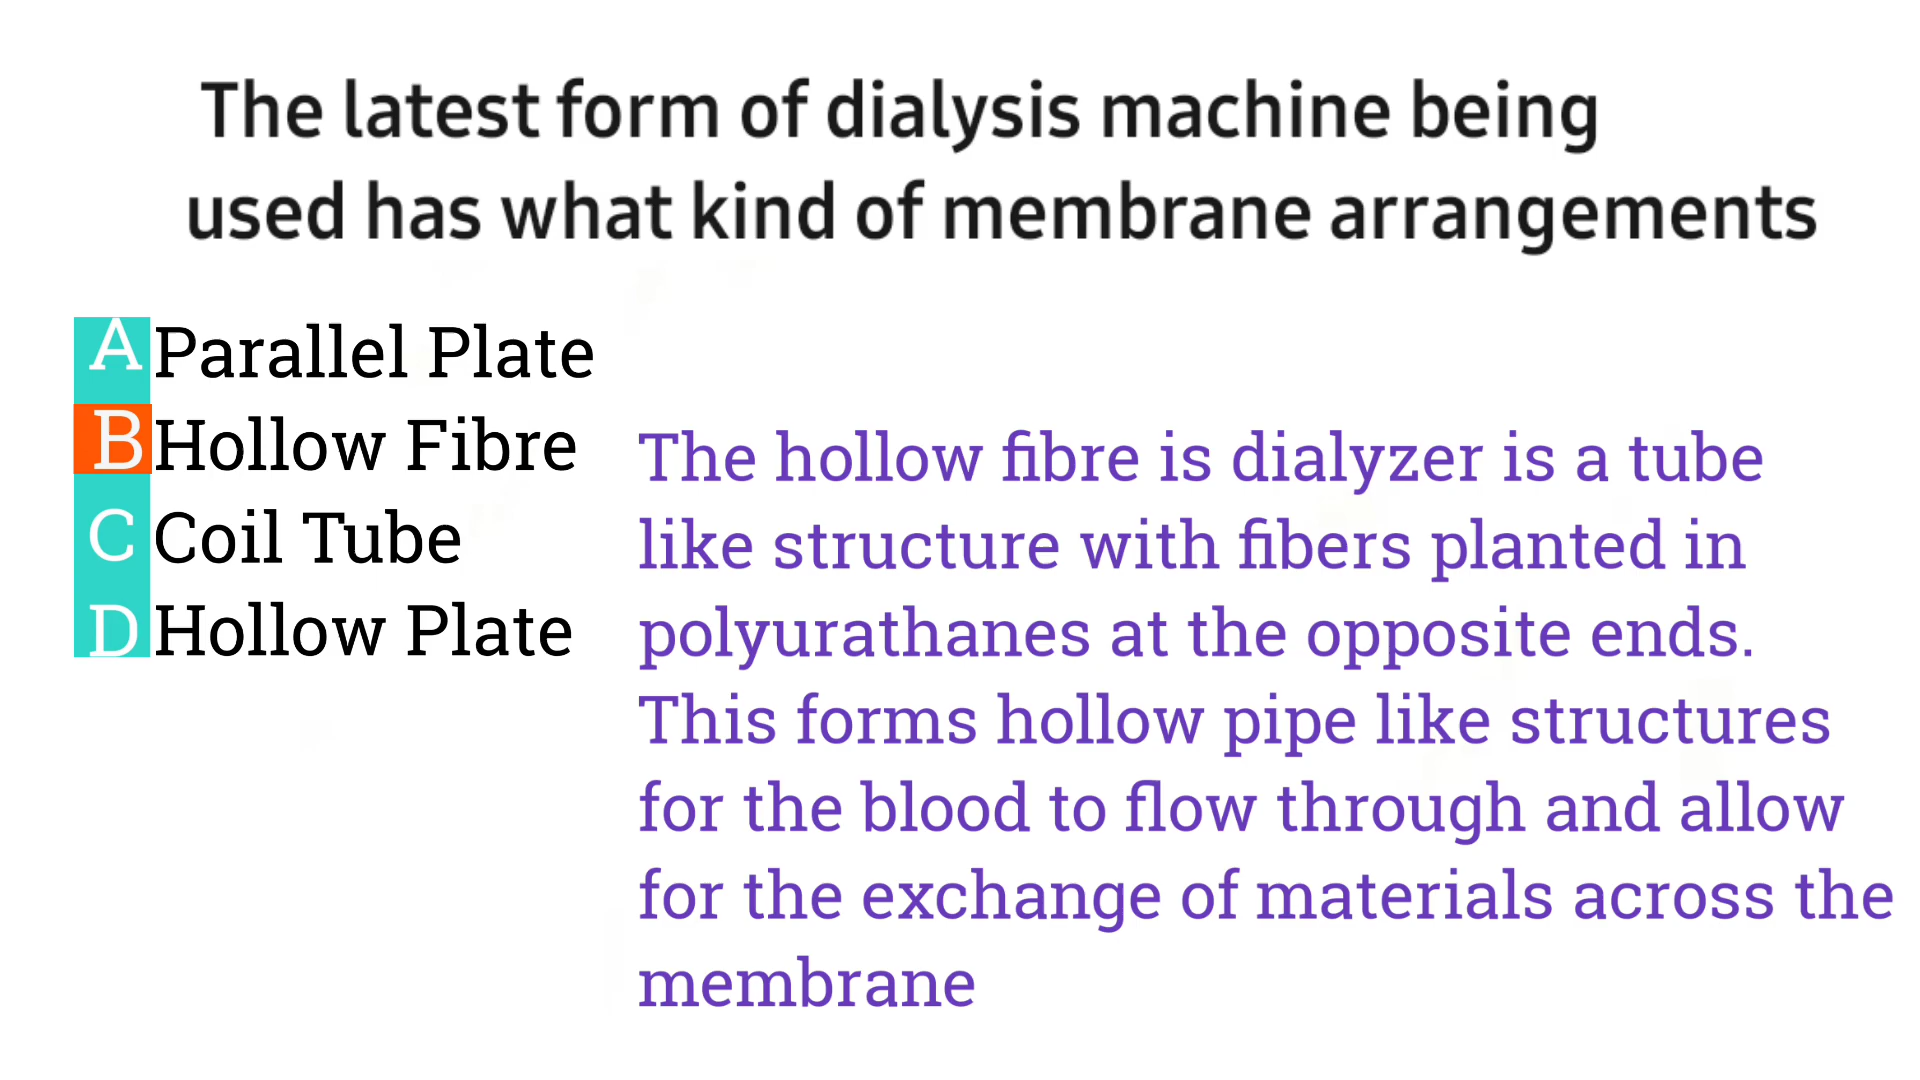 The latest form of dialysis machine being
used has what kind of membrane arrangements
A Parallel Plate
B Hollow Fibre
C Coil Tube
D Hollow Plate
The hollow fibre is dialyzer is a tube
like structure with fibers planted in
polyurathanes at the opposite ends.
This forms hollow pipe like structures
for the blood to flow through and allow
for the exchange of materials across the
membrane